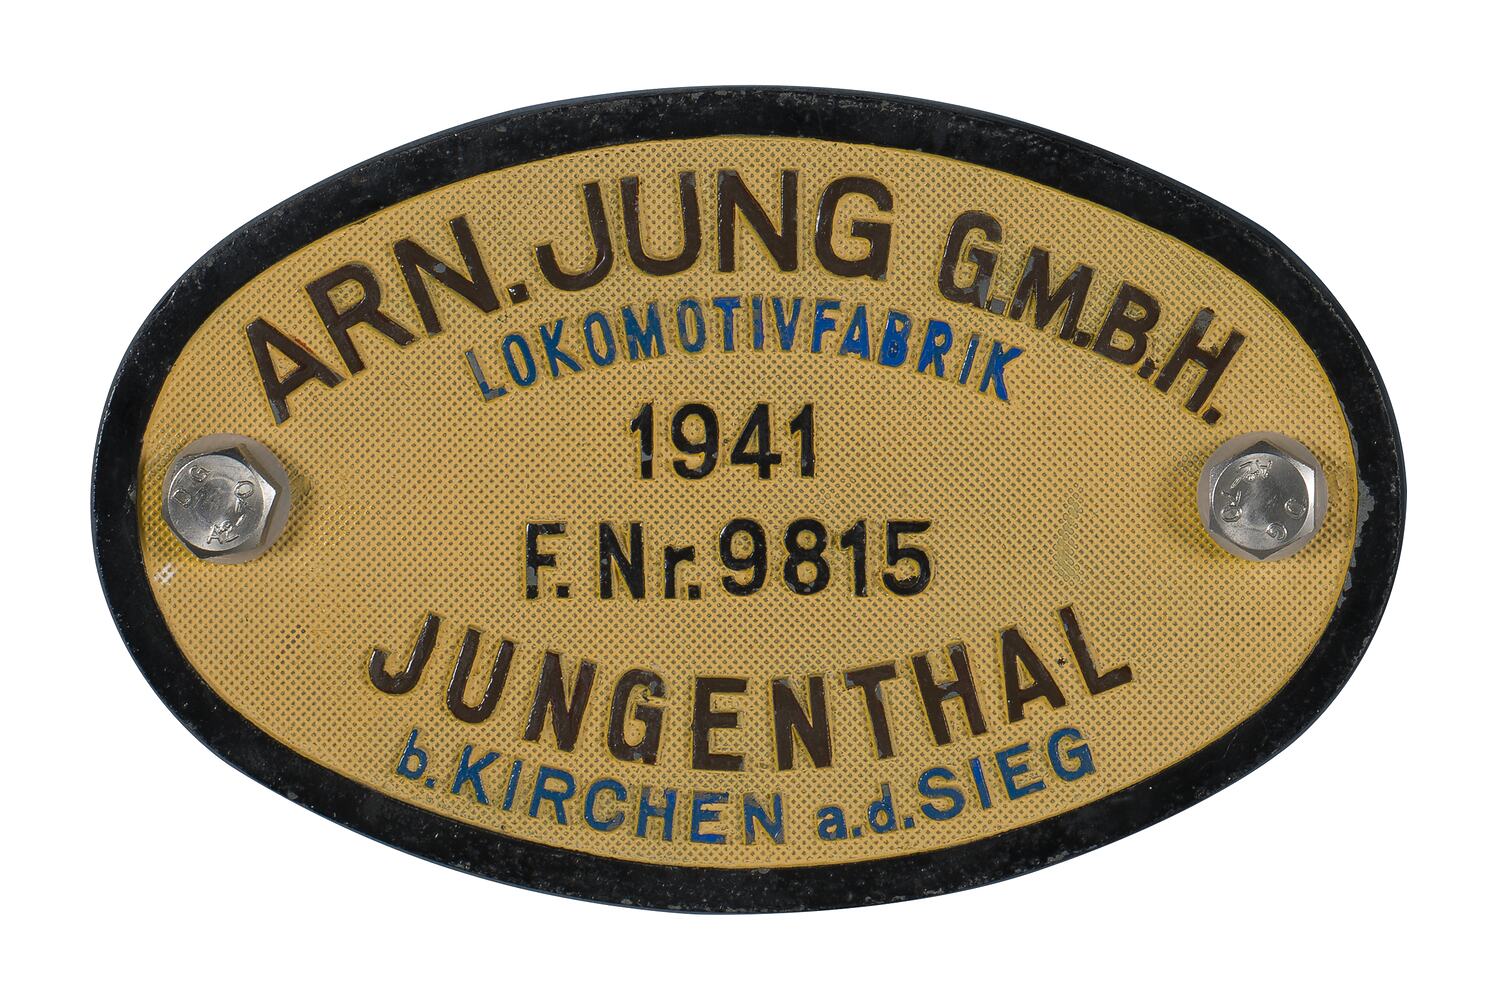 ARN. JUNG G.M.B.H.
LOKOMOTIVFABRIK
1941
F. Nr. 9815
JUNGENTHAL
b. KIRCHEN a.d. SIEG